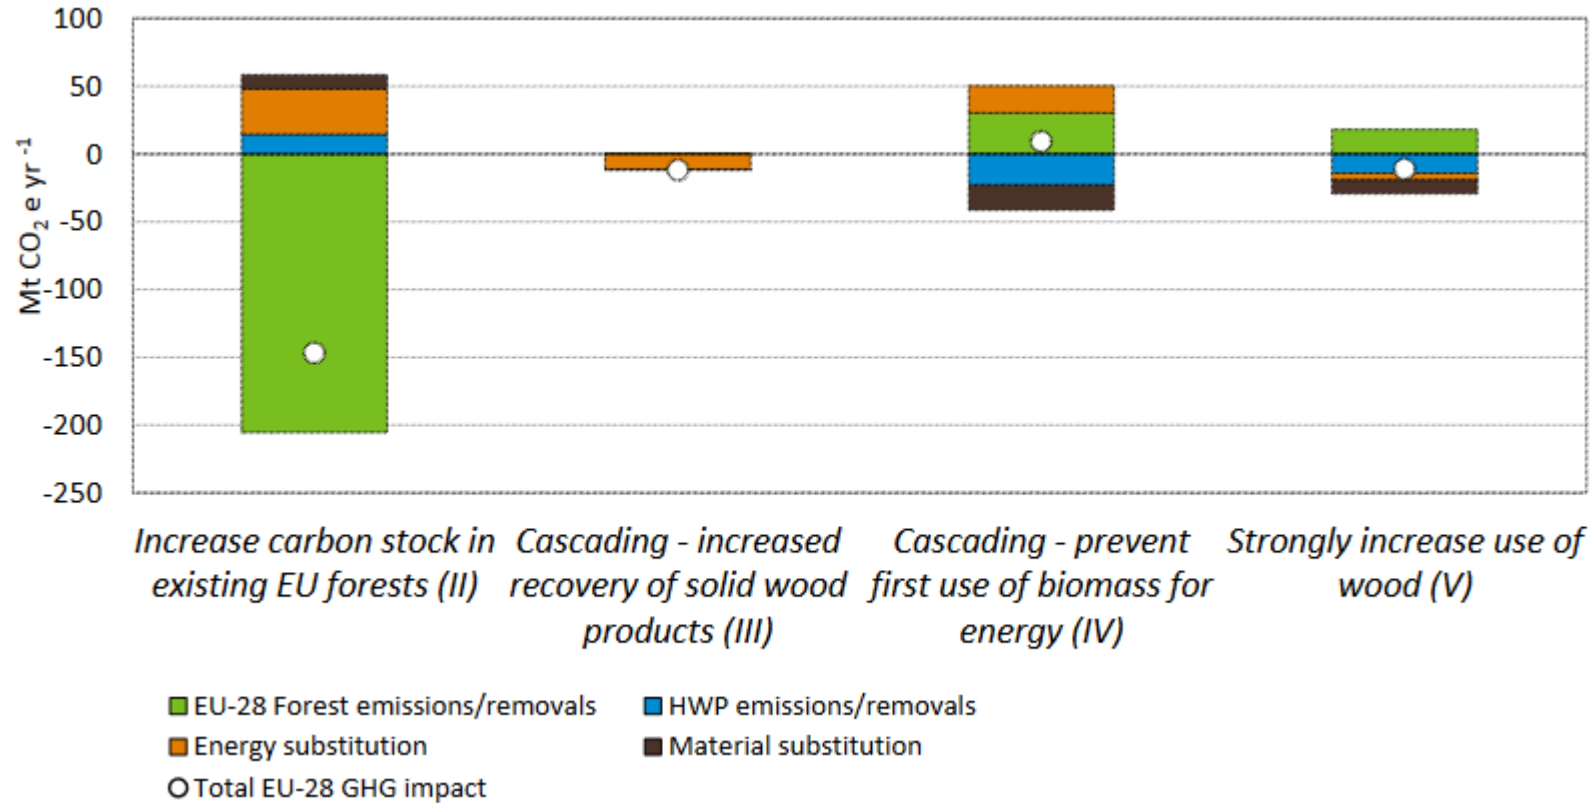 100
50
0
-50
-100
-150
-200
-250
Mt CO₂ e yr⁻¹
Increase carbon stock in existing EU forests (II)
Cascading - increased recovery of solid wood products (III)
Cascading - prevent first use of biomass for energy (IV)
Strongly increase use of wood (V)
EU-28 Forest emissions/removals
HWP emissions/removals
Energy substitution
Material substitution
Total EU-28 GHG impact